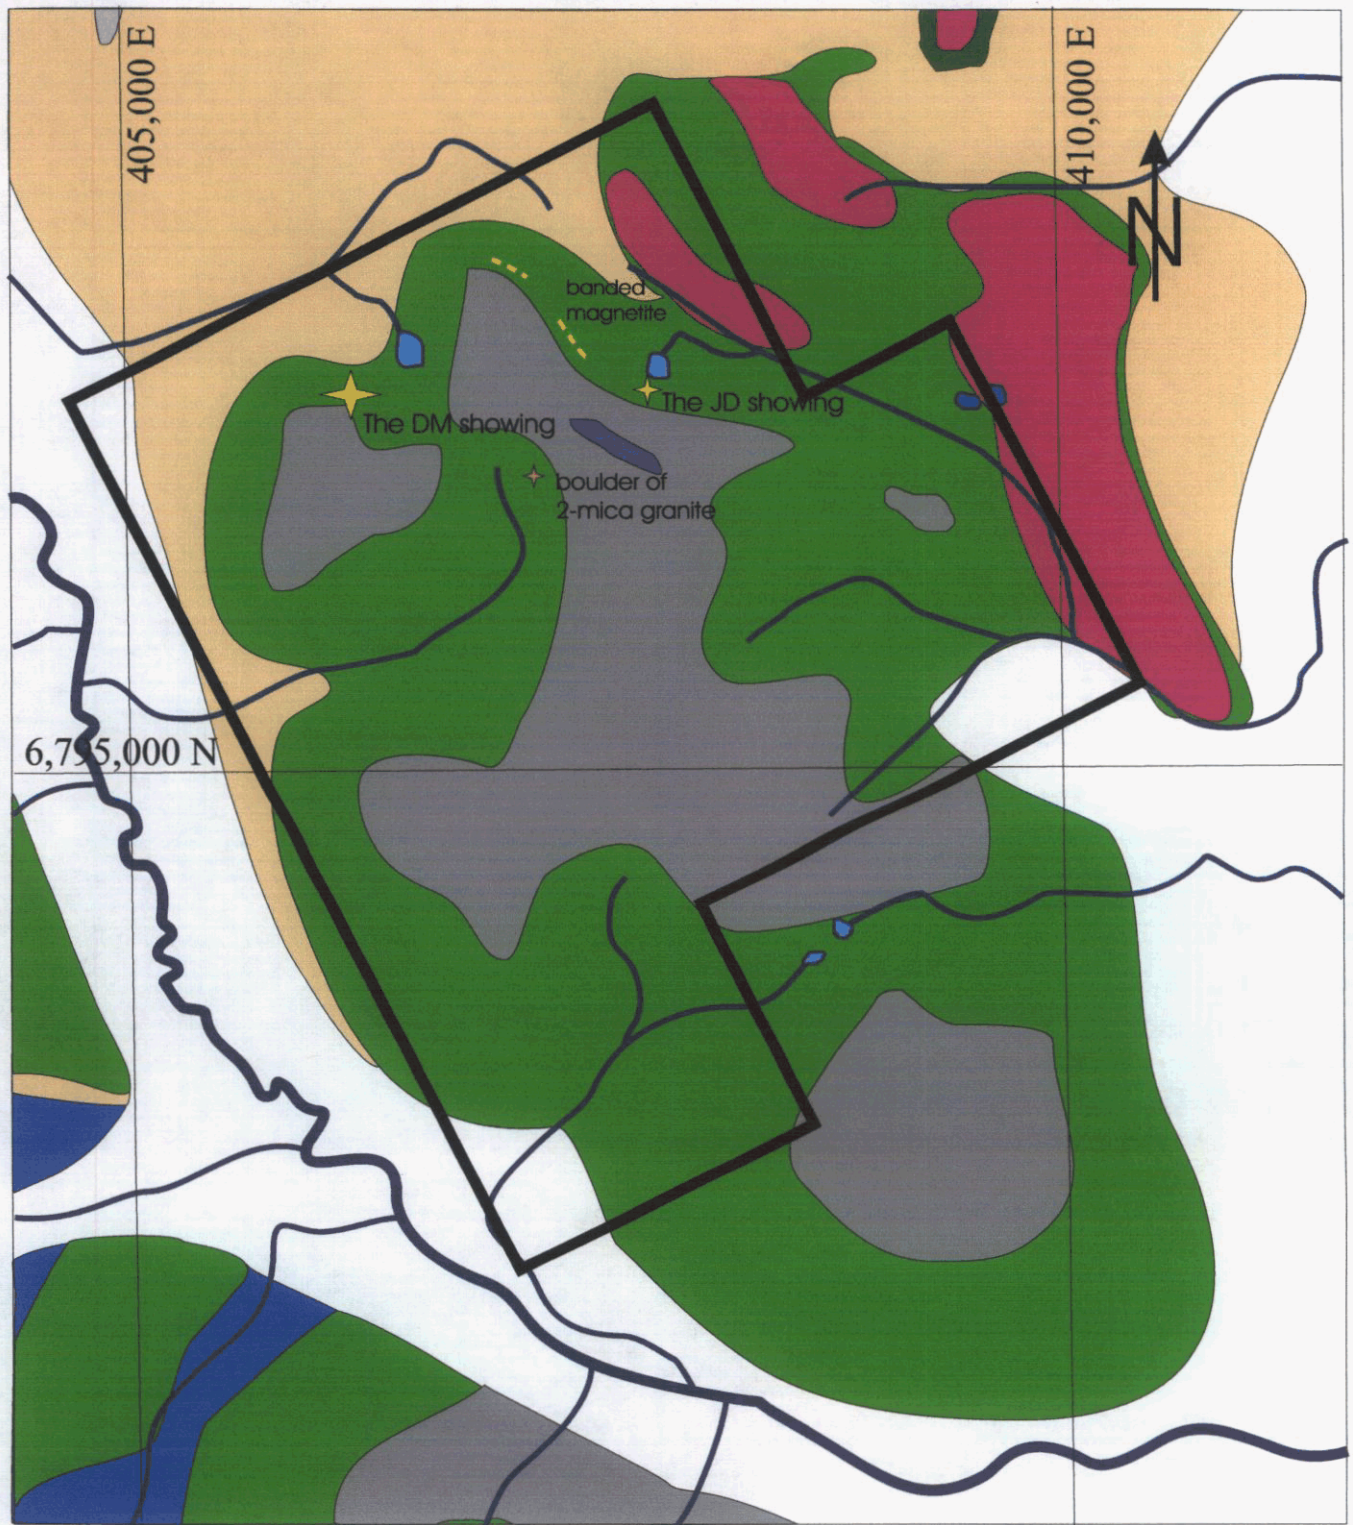 405,000 E
410,000 E
N
banded
magnetite
The JD showing
The DM showing
boulder of
2-mica granite
6,795,000 N